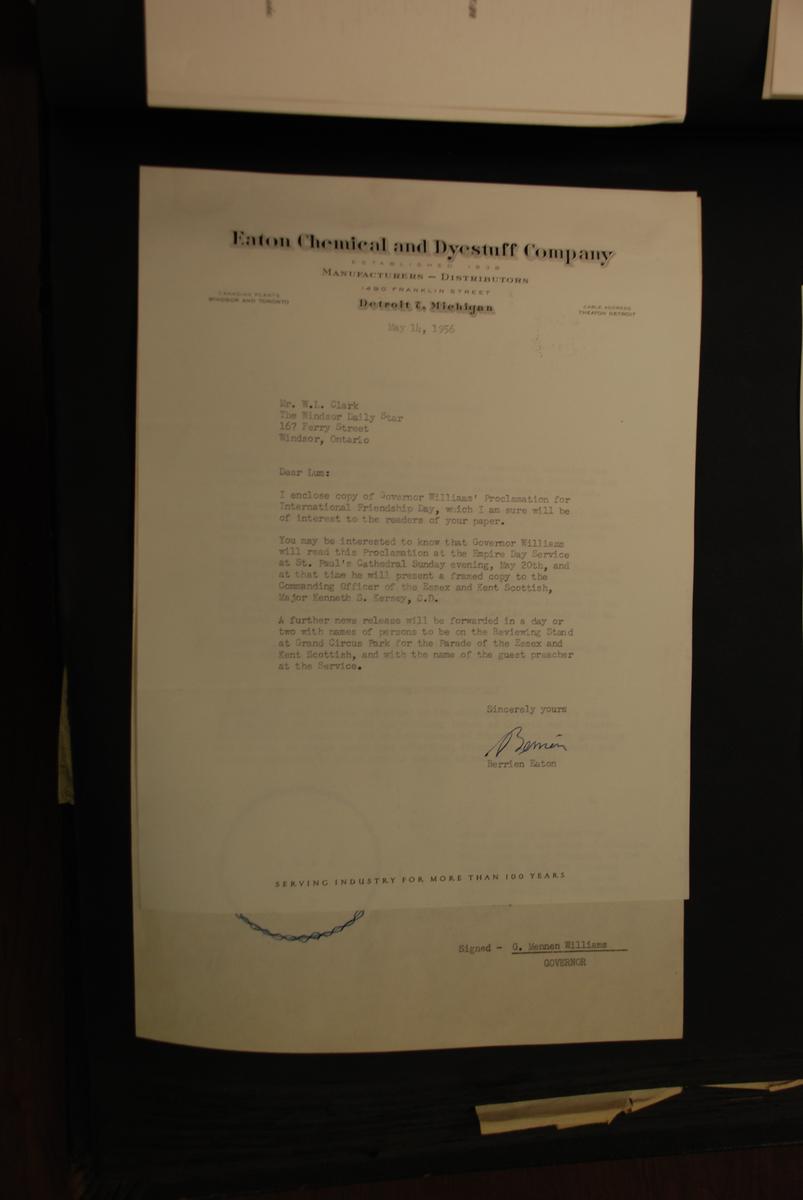 Eaton Chemical and Dyestuff Company
ESTABLISHED 1838
MANUFACTURERS – DISTRIBUTORS
1490 FRANKLIN STREET
CANADIAN PLANTS
WINDSOR AND TORONTO
Detroit 7, Michigan
CABLE ADDRESS
THEATON DETROIT
May 14, 1956
Mr. W.L. Clark
The Windsor Daily Star
167 Ferry Street
Windsor, Ontario
Dear Lum:
I enclose copy of Governor Williams' Proclamation for
International Friendship Day, which I am sure will be
of interest to the readers of your paper.
You may be interested to know that Governor Williams
will read this Proclamation at the Empire Day Service
at St. Paul's Cathedral Sunday evening, May 20th, and
at that time he will present a framed copy to the
Commanding Officer of the Essex and Kent Scottish,
Major Kenneth S. Kersey, C.D.
A further news release will be forwarded in a day or
two with names of persons to be on the Reviewing Stand
at Grand Circus Park for the Parade of the Essex and
Kent Scottish, and with the name of the guest preacher
at the Service.
Sincerely yours
Berrien
Berrien Eaton
SERVING INDUSTRY FOR MORE THAN 100 YEARS
Signed – G. Mennen Williams
GOVERNOR